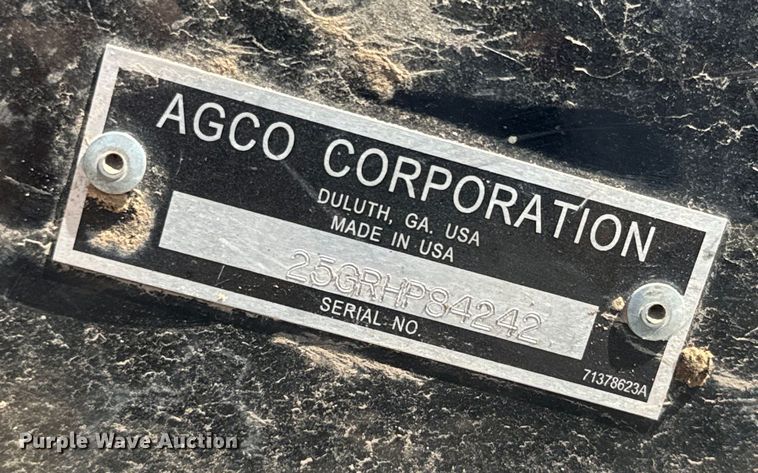 AGCO CORPORATION
DULUTH, GA. USA
MADE IN USA
25GRHP84242
SERIAL NO.
71378623A
Purple Wave Auction